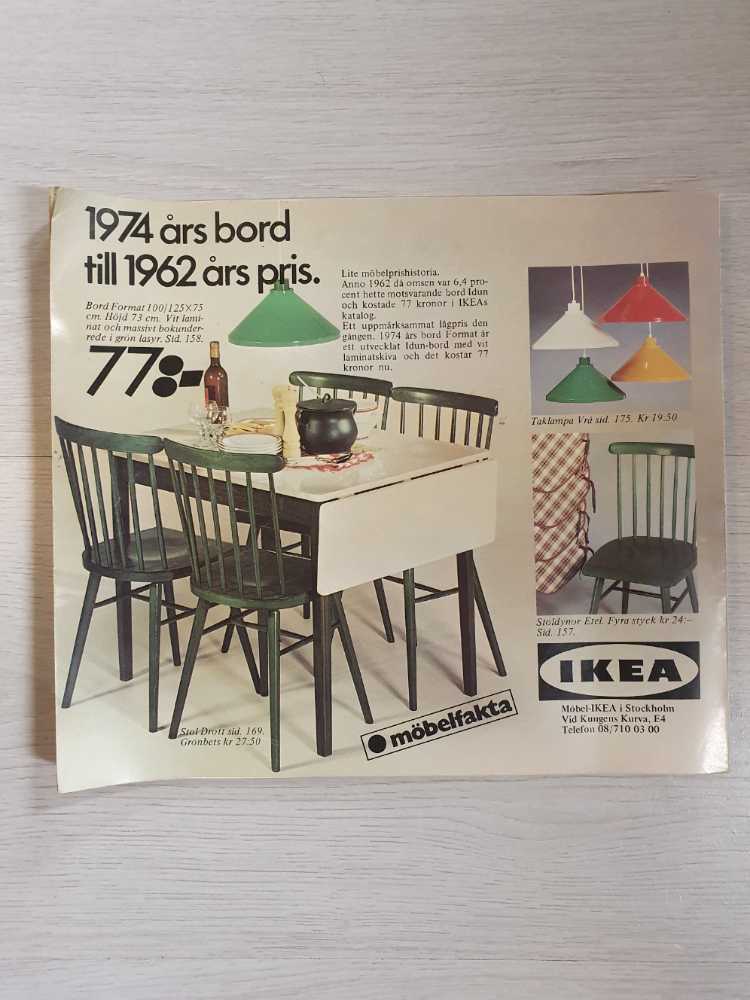 1974 års bord
till 1962 års pris.
Bord Format 100/125×75
cm. Höjd 73 cm. Vit lami-
nat och massivt bokunder-
rede i grön lasyr. Sid. 158.
77:-
Lite möbelprishistoria.
Anno 1962 då omsen var 6,4 pro-
cent hette motsvarande bord Idun
och kostade 77 kronor i IKEAs
katalog.
Ett uppmärksammat lågpris den
gången. 1974 års bord Format är
ett utvecklat Idun-bord med vit
laminatskiva och det kostar 77
kronor nu.
Taklampa Vrå sid. 175. Kr 19:50
Stoldynor Etel. Fyra styck kr 24:-
Sid. 157.
Stol Drott sid. 169.
Grönbets kr 27:50
möbelfakta
IKEA
Möbel-IKEA i Stockholm
Vid Kungens Kurva, E4
Telefon 08/710 03 00